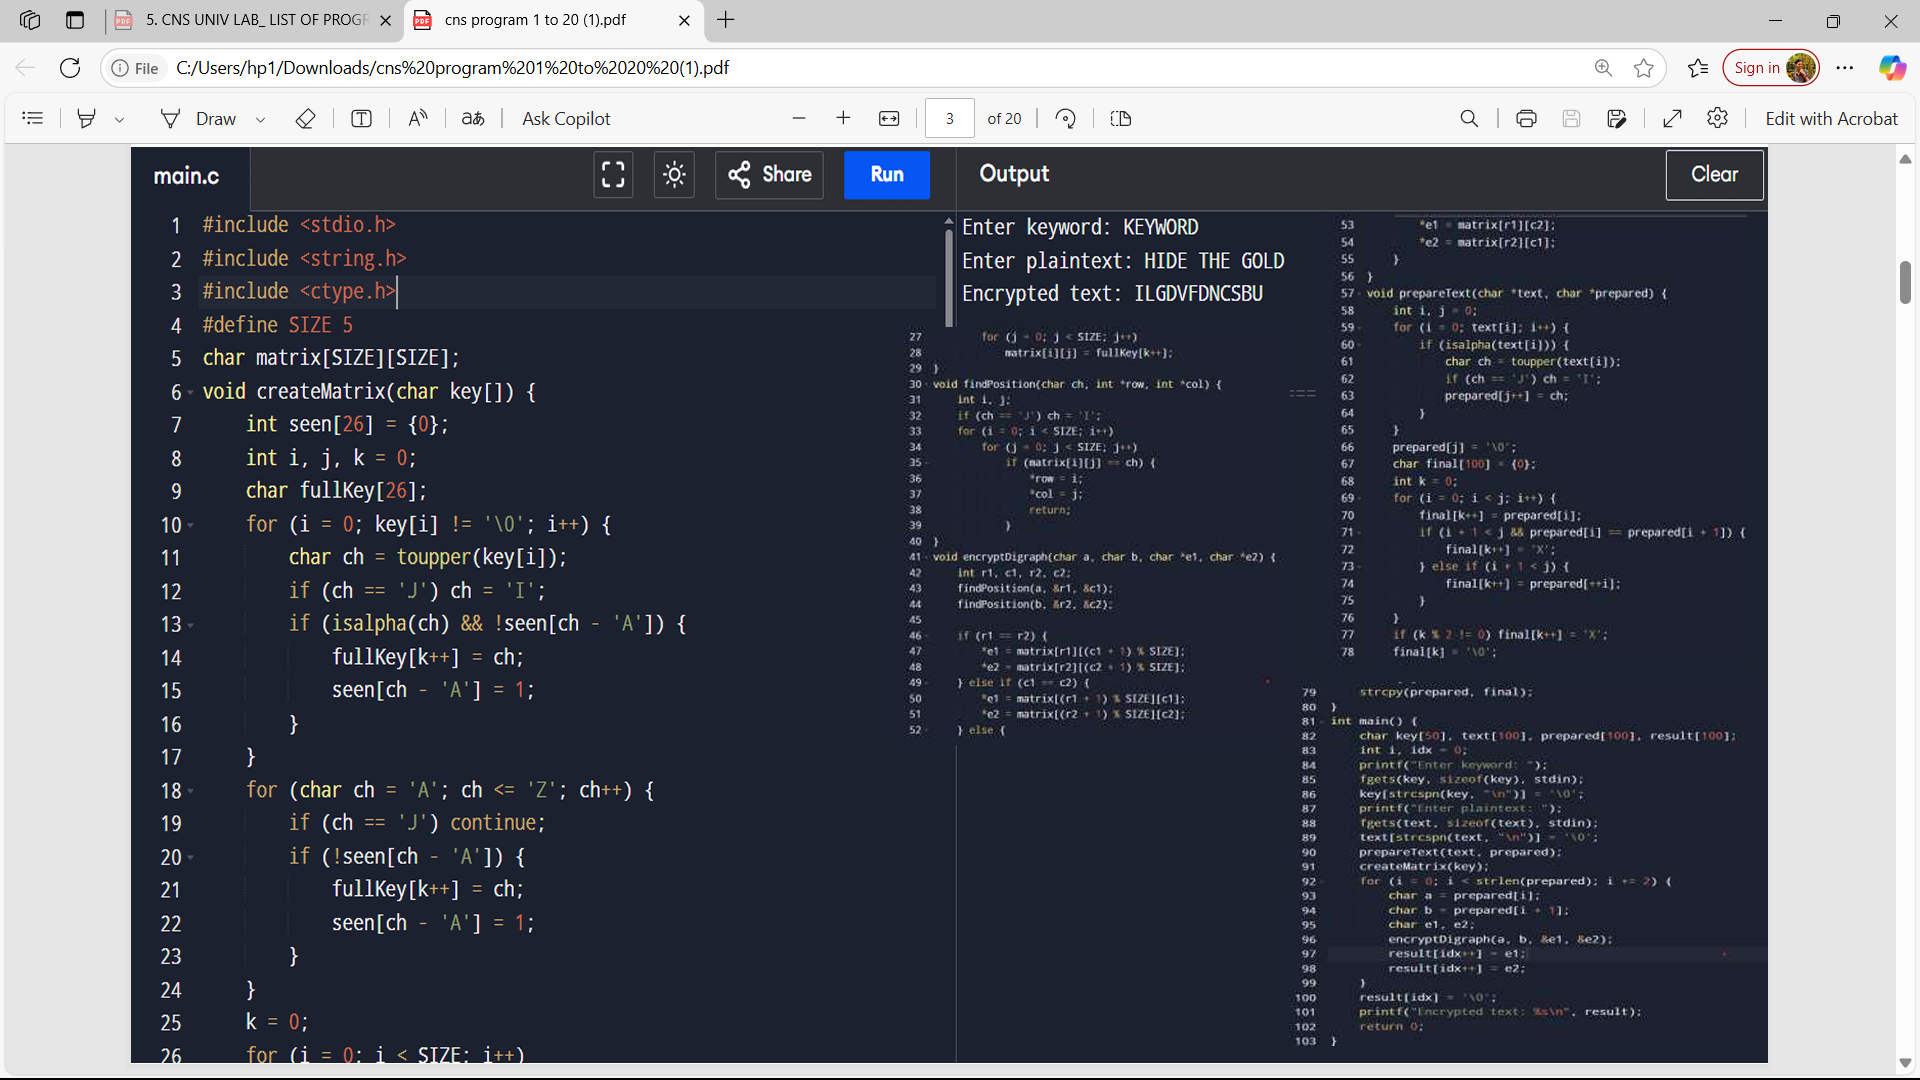 5. CNS UNIV LAB_ LIST OF PROGR
cns program 1 to 20 (1).pdf
File
C:/Users/hp1/Downloads/cns%20program%201%20to%2020%20(1).pdf
Sign in
Draw
Ask Copilot
3 of 20
Edit with Acrobat
main.c
Share
Run
Output
Clear
1 #include <stdio.h>
2 #include <string.h>
3 #include <ctype.h>
4 #define SIZE 5
5 char matrix[SIZE][SIZE];
6 void createMatrix(char key[]) {
7 int seen[26] = {0};
8 int i, j, k = 0;
9 char fullKey[26];
10 for (i = 0; key[i] != '\0'; i++) {
11 char ch = toupper(key[i]);
12 if (ch == 'J') ch = 'I';
13 if (isalpha(ch) && !seen[ch - 'A']) {
14 fullKey[k++] = ch;
15 seen[ch - 'A'] = 1;
16 }
17 }
18 for (char ch = 'A'; ch <= 'Z'; ch++) {
19 if (ch == 'J') continue;
20 if (!seen[ch - 'A']) {
21 fullKey[k++] = ch;
22 seen[ch - 'A'] = 1;
23 }
24 }
25 k = 0;
26 for (i = 0; i < SIZE; i++)
Enter keyword: KEYWORD
Enter plaintext: HIDE THE GOLD
Encrypted text: ILGDVFDNCSBU
27 for (j = 0; j < SIZE; j++)
28 matrix[i][j] = fullKey[k++];
29 }
30 void findPosition(char ch, int *row, int *col) {
31 int i, j;
32 if (ch == 'J') ch = 'I';
33 for (i = 0; i < SIZE; i++)
34 for (j = 0; j < SIZE; j++)
35 if (matrix[i][j] == ch) {
36 *row = i;
37 *col = j;
38 return;
39 }
40 }
41 void encryptDigraph(char a, char b, char *e1, char *e2) {
42 int r1, c1, r2, c2;
43 findPosition(a, &r1, &c1);
44 findPosition(b, &r2, &c2);
45
46 if (r1 == r2) {
47 *e1 = matrix[r1][(c1 + 1) % SIZE];
48 *e2 = matrix[r2][(c2 + 1) % SIZE];
49 } else if (c1 == c2) {
50 *e1 = matrix[(r1 + 1) % SIZE][c1];
51 *e2 = matrix[(r2 + 1) % SIZE][c2];
52 } else {
53 *e1 = matrix[r1][c2];
54 *e2 = matrix[r2][c1];
55 }
56 }
57 void prepareText(char *text, char *prepared) {
58 int i, j = 0;
59 for (i = 0; text[i]; i++) {
60 if (isalpha(text[i])) {
61 char ch = toupper(text[i]);
62 if (ch == 'J') ch = 'I';
63 prepared[j++] = ch;
64 }
65 }
66 prepared[j] = '\0';
67 char final[100] = {0};
68 int k = 0;
69 for (i = 0; i < j; i++) {
70 final[k++] = prepared[i];
71 if (i + 1 < j && prepared[i] == prepared[i + 1]) {
72 final[k++] = 'X';
73 } else if (i + 1 < j) {
74 final[k++] = prepared[++i];
75 }
76 }
77 if (k % 2 != 0) final[k++] = 'X';
78 final[k] = '\0';
79 strcpy(prepared, final);
80 }
81 int main() {
82 char key[50], text[100], prepared[100], result[100];
83 int i, idx = 0;
84 printf("Enter keyword: ");
85 fgets(key, sizeof(key), stdin);
86 key[strcspn(key, "\n")] = '\0';
87 printf("Enter plaintext: ");
88 fgets(text, sizeof(text), stdin);
89 text[strcspn(text, "\n")] = '\0';
90 prepareText(text, prepared);
91 createMatrix(key);
92 for (i = 0; i < strlen(prepared); i += 2) {
93 char a = prepared[i];
94 char b = prepared[i + 1];
95 char e1, e2;
96 encryptDigraph(a, b, &e1, &e2);
97 result[idx++] = e1;
98 result[idx++] = e2;
99 }
100 result[idx] = '\0';
101 printf("Encrypted text: %s\n", result);
102 return 0;
103 }